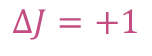 ΔJ = +1